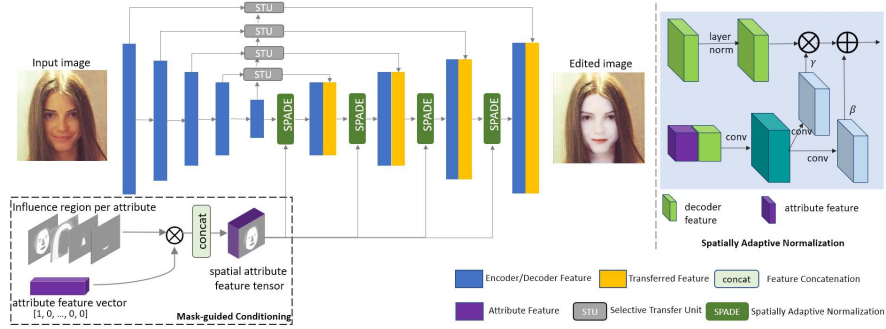 STU
STU
STU
STU
Input image
SPADE
SPADE
SPADE
SPADE
Edited image
Influence region per attribute
concat
spatial attribute
feature tensor
attribute feature vector
[1, 0, ..., 0, 0]
Mask-guided Conditioning
layer
norm
γ
β
conv
conv
conv
decoder
feature
attribute feature
Spatially Adaptive Normalization
Encoder/Decoder Feature
Transferred Feature
concat
Feature Concatenation
Attribute Feature
STU
Selective Transfer Unit
SPADE
Spatially Adaptive Normalization